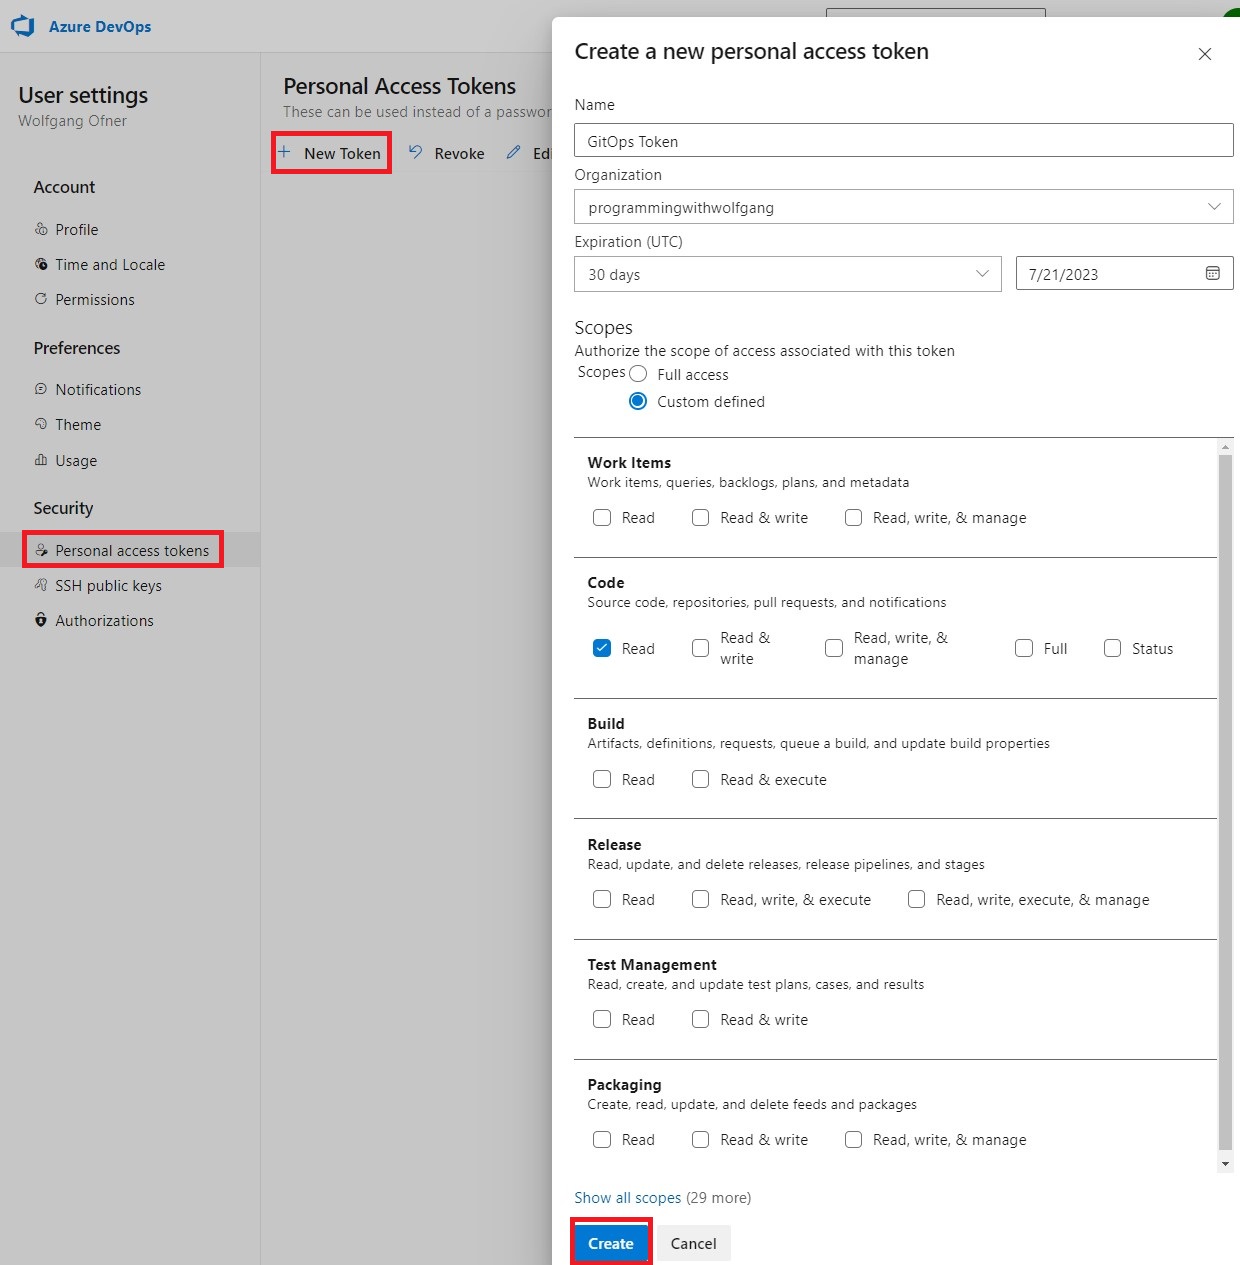 Azure DevOps
User settings
Wolfgang Ofner
Account
Profile
Time and Locale
Permissions
Preferences
Notifications
Theme
Usage
Security
Personal access tokens
SSH public keys
Authorizations
Personal Access Tokens
These can be used instead of a
New Token
Revoke
Create a new personal access token
Name
GitOps Token
Organization
programmingwithwolfgang
Expiration (UTC)
30 days
7/21/2023
Scopes
Authorize the scope of access associated with this token
Scopes
Full access
Custom defined
Work Items
Work items, queries, backlogs, plans, and metadata
Read
Read & write
Read, write, & manage
Code
Source code, repositories, pull requests, and notifications
Read
Read &
write
Read, write, &
manage
Full
Status
Build
Artifacts, definitions, requests, queue a build, and update build properties
Read
Read & execute
Release
Read, update, and delete releases, release pipelines, and stages
Read
Read, write, & execute
Read, write, execute, & manage
Test Management
Read, create, and update test plans, cases, and results
Read
Read & write
Packaging
Create, read, update, and delete feeds and packages
Read
Read & write
Read, write, & manage
Show all scopes (29 more)
Create
Cancel